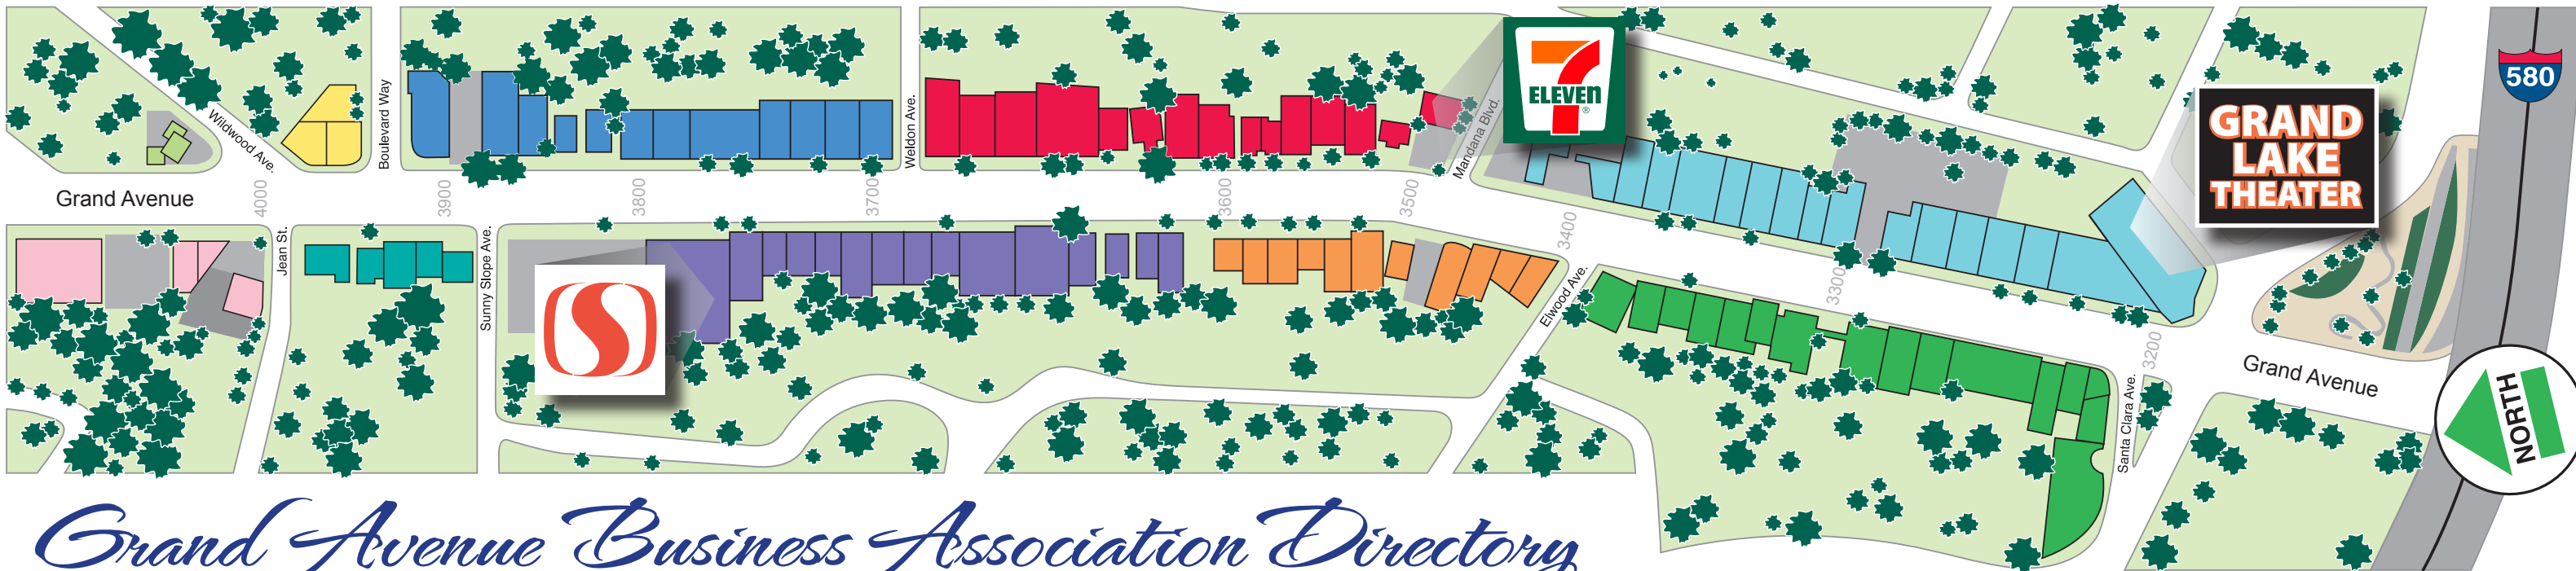 580
7
ELEVEN
®
GRAND
LAKE
THEATER
Wildwood Ave.
Boulevard Way
Weldon Ave.
Mandana Blvd.
Grand Avenue
4000
3900
3800
3700
3600
3500
3400
3300
3200
Jean St.
Sunny Slope Ave.
S
Elwood Ave.
Santa Clara Ave.
Grand Avenue
NORTH
Grand Avenue Business Association Directory